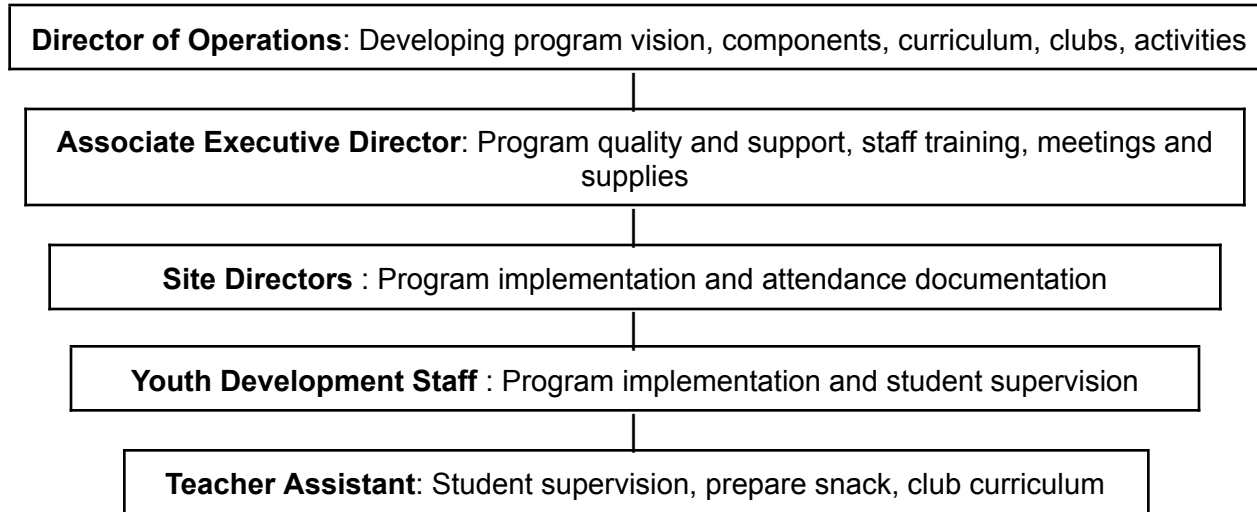 Director of Operations: Developing program vision, components, curriculum, clubs, activities
Associate Executive Director: Program quality and support, staff training, meetings and
supplies
Site Directors : Program implementation and attendance documentation
Youth Development Staff : Program implementation and student supervision
Teacher Assistant: Student supervision, prepare snack, club curriculum